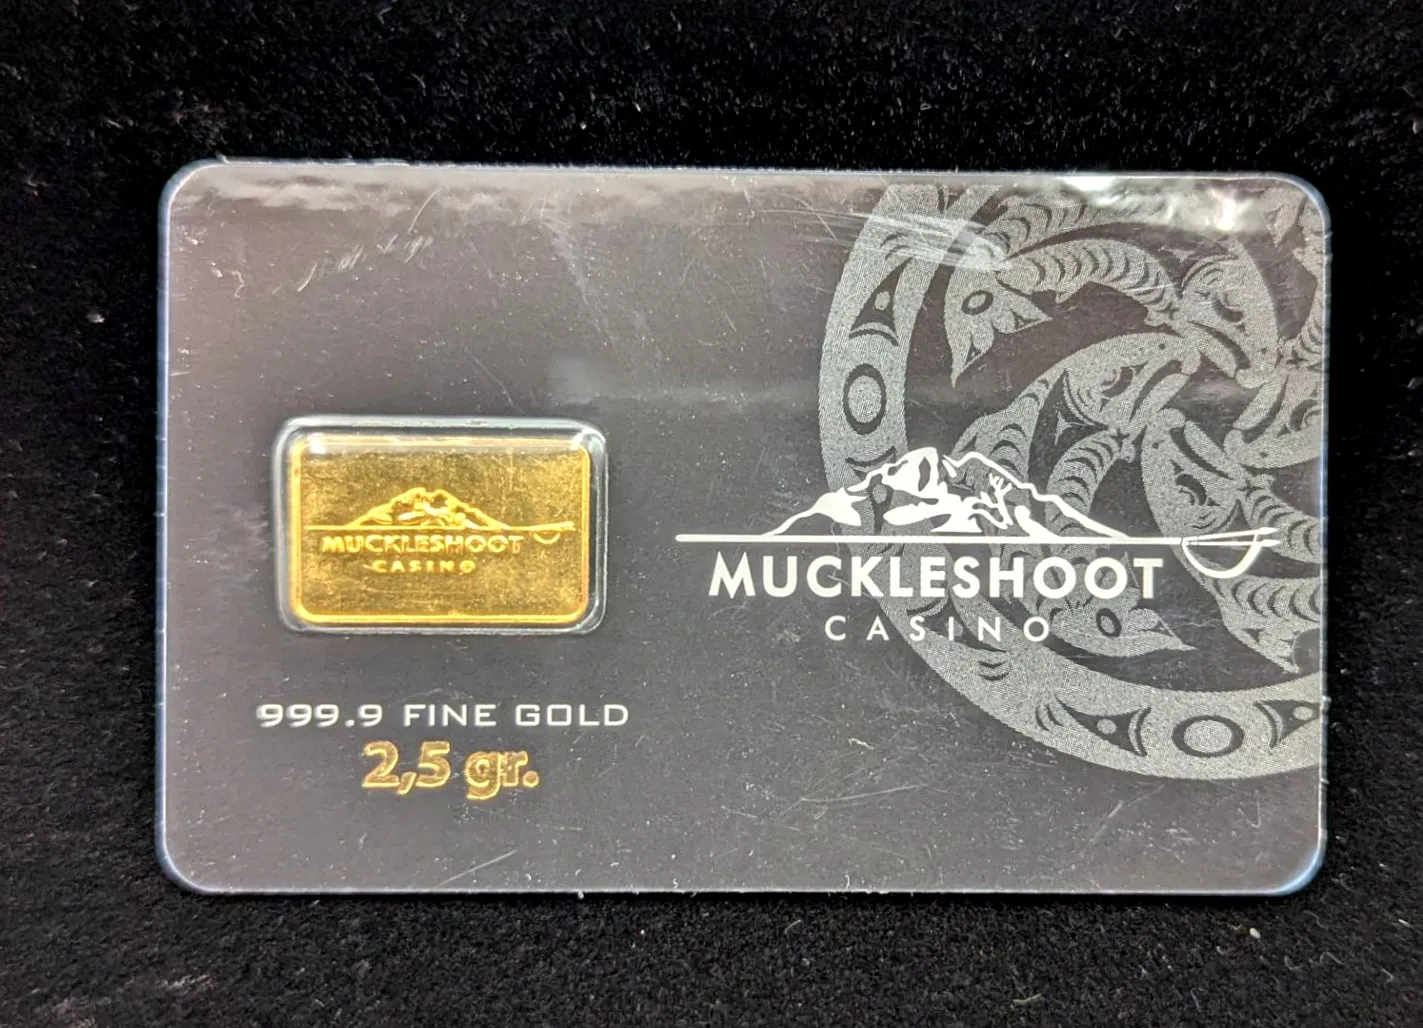 MUCKLESHOOT
CASINO
999.9 FINE GOLD
2,5 gr.
MUCKLESHOOT
CASINO